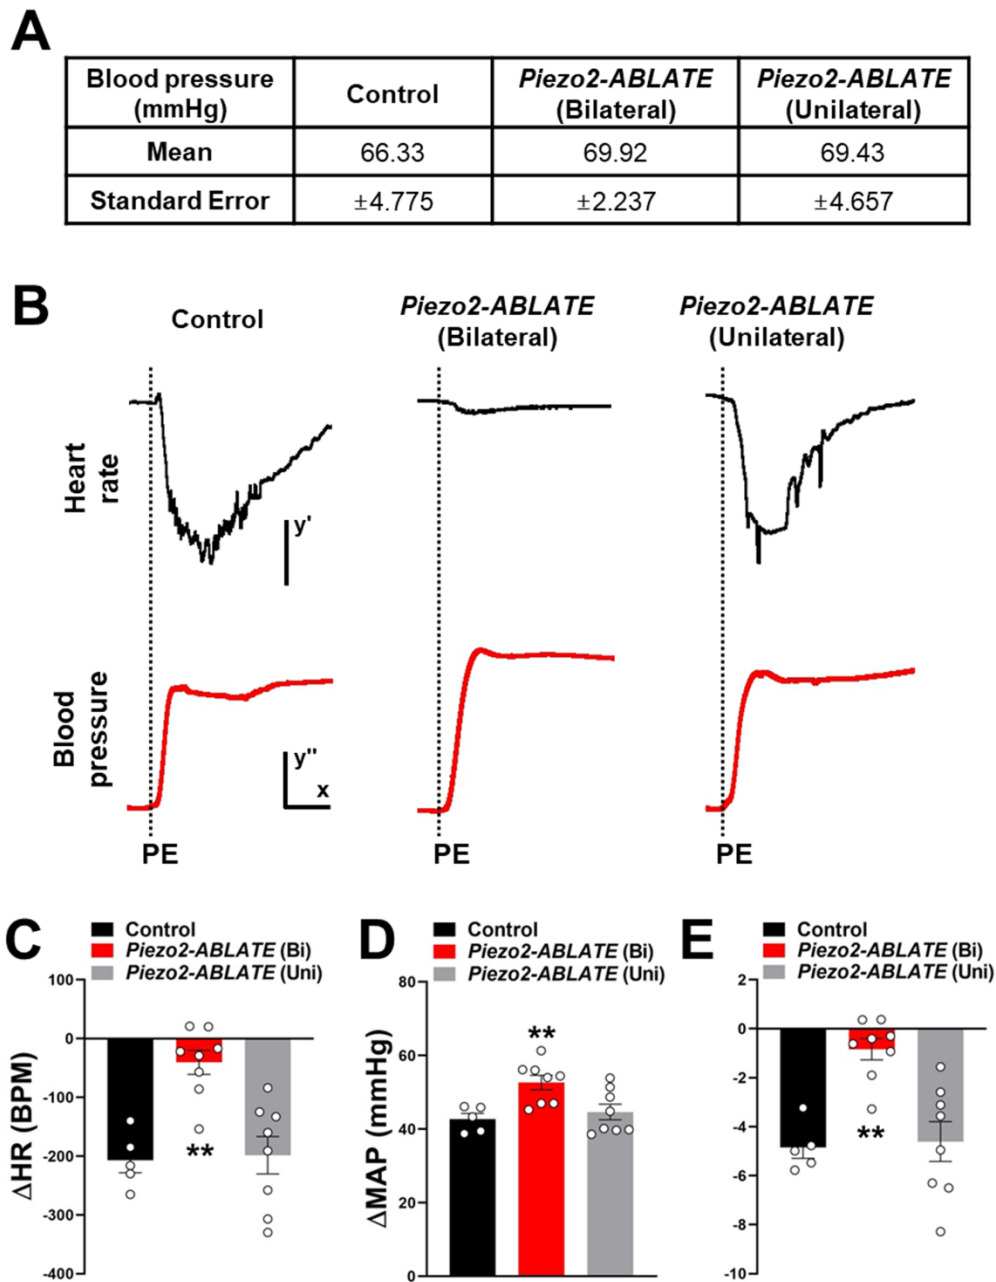 A
Blood pressure (mmHg) Control Piezo2-ABLATE (Bilateral) Piezo2-ABLATE (Unilateral)
Mean 66.33 69.92 69.43
Standard Error ±4.775 ±2.237 ±4.657
B
Control
Piezo2-ABLATE
(Bilateral)
Piezo2-ABLATE
(Unilateral)
Heart
rate
y'
Blood
pressure
y"
x
PE
PE
PE
C
Control
Piezo2-ABLATE (Bi)
Piezo2-ABLATE (Uni)
ΔHR (BPM)
100
0
-100
-200
-300
-400
**
D
Control
Piezo2-ABLATE (Bi)
Piezo2-ABLATE (Uni)
ΔMAP (mmHg)
80
60
40
20
0
**
E
Control
Piezo2-ABLATE (Bi)
Piezo2-ABLATE (Uni)
2
0
-2
-4
-6
-8
-10
**